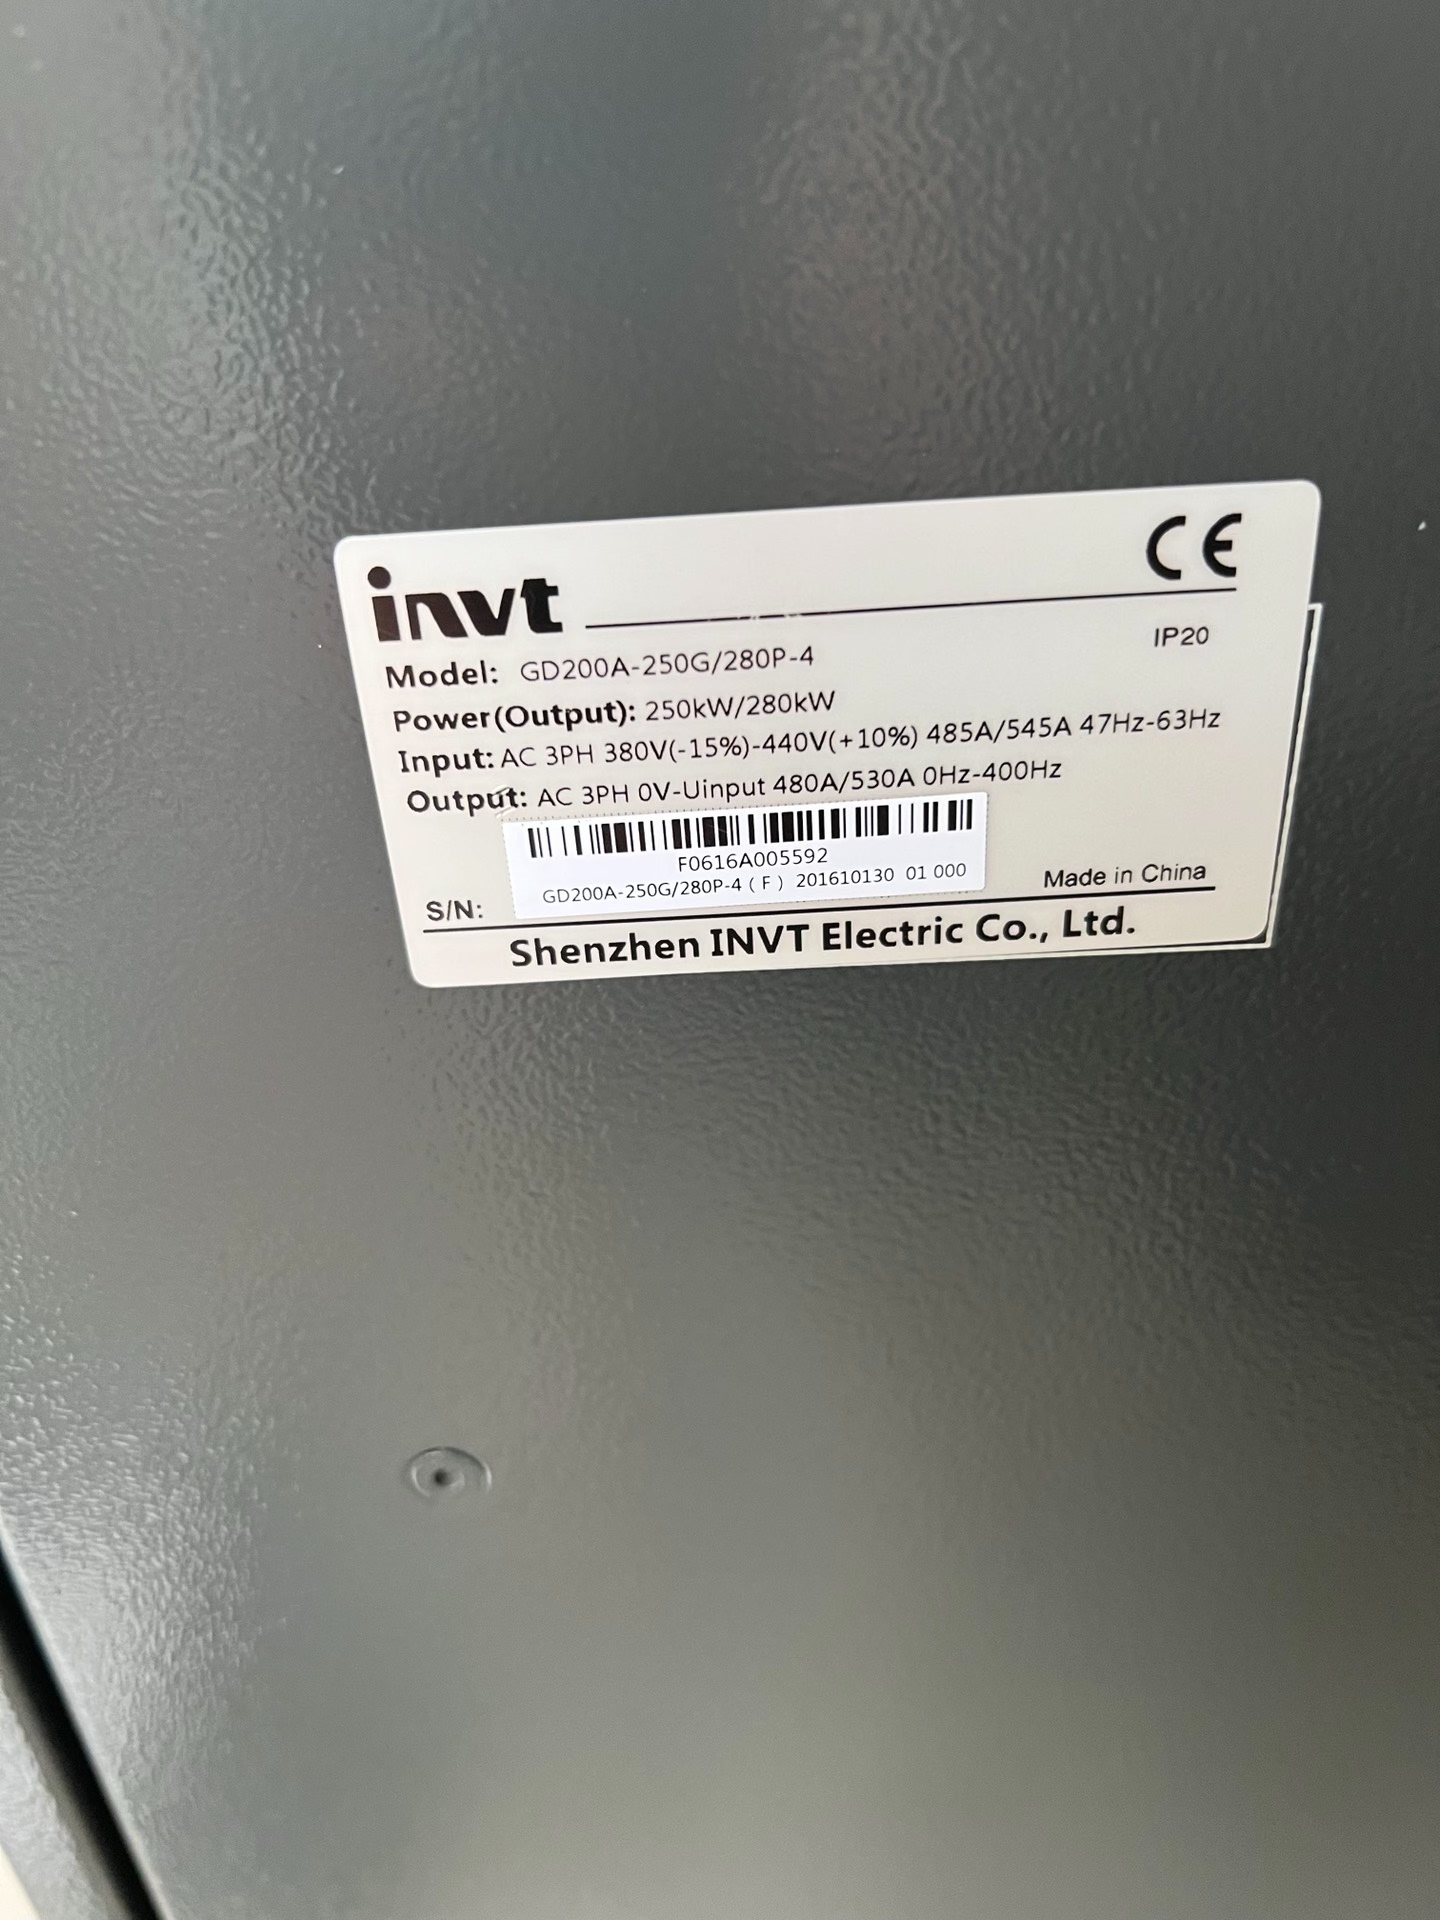 invt
CE
IP20
Model: GD200A-250G/280P-4
Power(Output): 250kW/280kW
Input: AC 3PH 380V(-15%)-440V(+10%) 485A/545A 47Hz-63Hz
Output: AC 3PH 0V-Uinput 480A/530A 0Hz-400Hz
F0616A005592
GD200A-250G/280P-4 ( F ) 201610130 01 000
S/N:
Made in China
Shenzhen INVT Electric Co., Ltd.